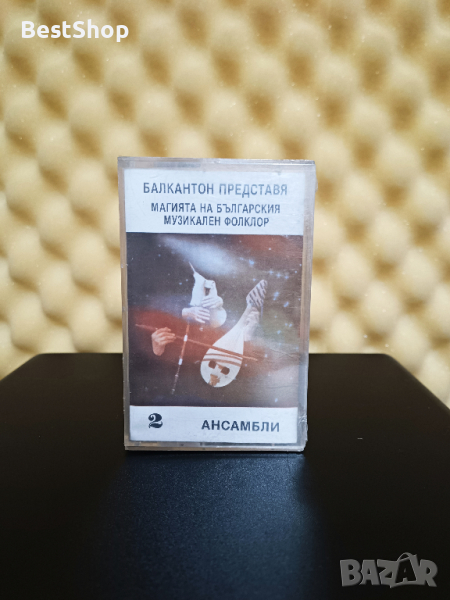 BestShop
БАЛКАНТОН ПРЕДСТАВЯ
МАГИЯТА НА БЪЛГАРСКИЯ
МУЗИКАЛЕН ФОЛКЛОР
2 АНСАМБЛИ
BAZAR